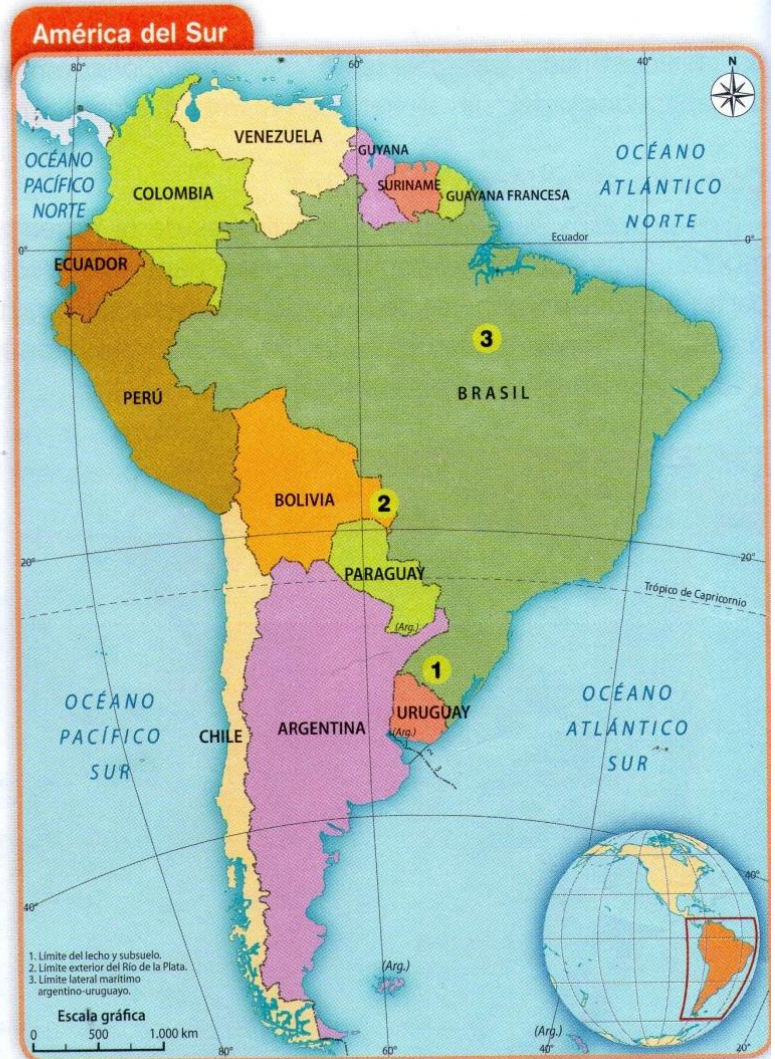 América del Sur
80°
60°
40°
N
VENEZUELA
GUYANA
OCÉANO
PACÍFICO
NORTE
COLOMBIA
SURINAME
GUAYANA FRANCESA
OCÉANO
ATLÁNTICO
NORTE
0°
Ecuador
0°
ECUADOR
3
PERÚ
BRASIL
BOLIVIA
2
20°
PARAGUAY
20°
Trópico de Capricornio
(Arg.)
1
OCÉANO
PACÍFICO
SUR
CHILE
ARGENTINA
URUGUAY
(Arg.)
OCÉANO
ATLÁNTICO
SUR
40°
40°
1. Límite del lecho y subsuelo.
2. Límite exterior del Río de la Plata.
3. Límite lateral marítimo
argentino-uruguayo.
(Arg.)
Escala gráfica
0 500 1.000 km
(Arg.)
80°
60°
40°
20°